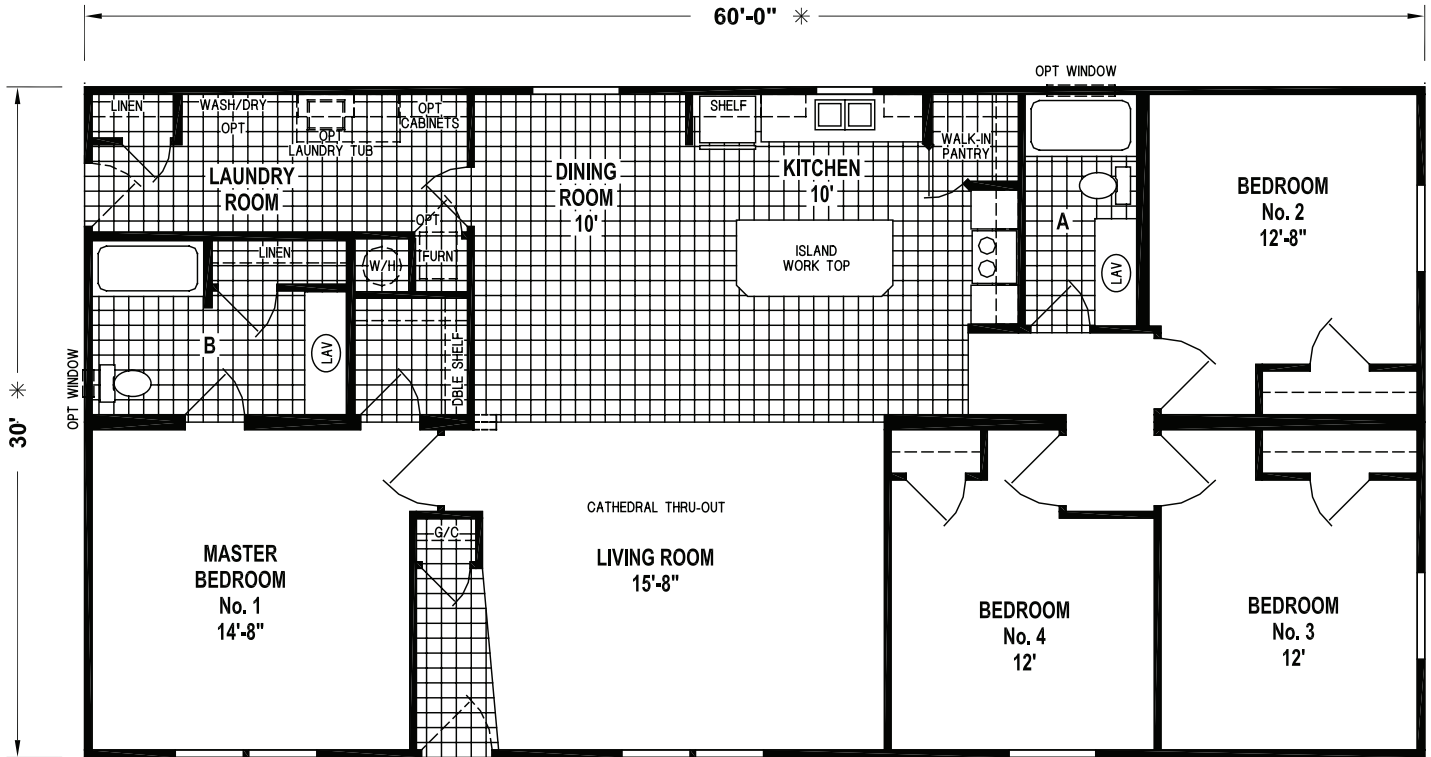 60'-0" ✳
OPT WINDOW
LINEN
WASH/DRY
OPT
OPT
LAUNDRY TUB
OPT
CABINETS
SHELF
WALK-IN
PANTRY
LAUNDRY
ROOM
DINING
ROOM
10'
KITCHEN
10'
BEDROOM
No. 2
12'-8"
A
OPT
FURN
W/H
LINEN
ISLAND
WORK TOP
LAV
B
LAV
DBLE SHELF
OPT WINDOW
30' ✳
CATHEDRAL THRU-OUT
G/C
MASTER
BEDROOM
No. 1
14'-8"
LIVING ROOM
15'-8"
BEDROOM
No. 4
12'
BEDROOM
No. 3
12'